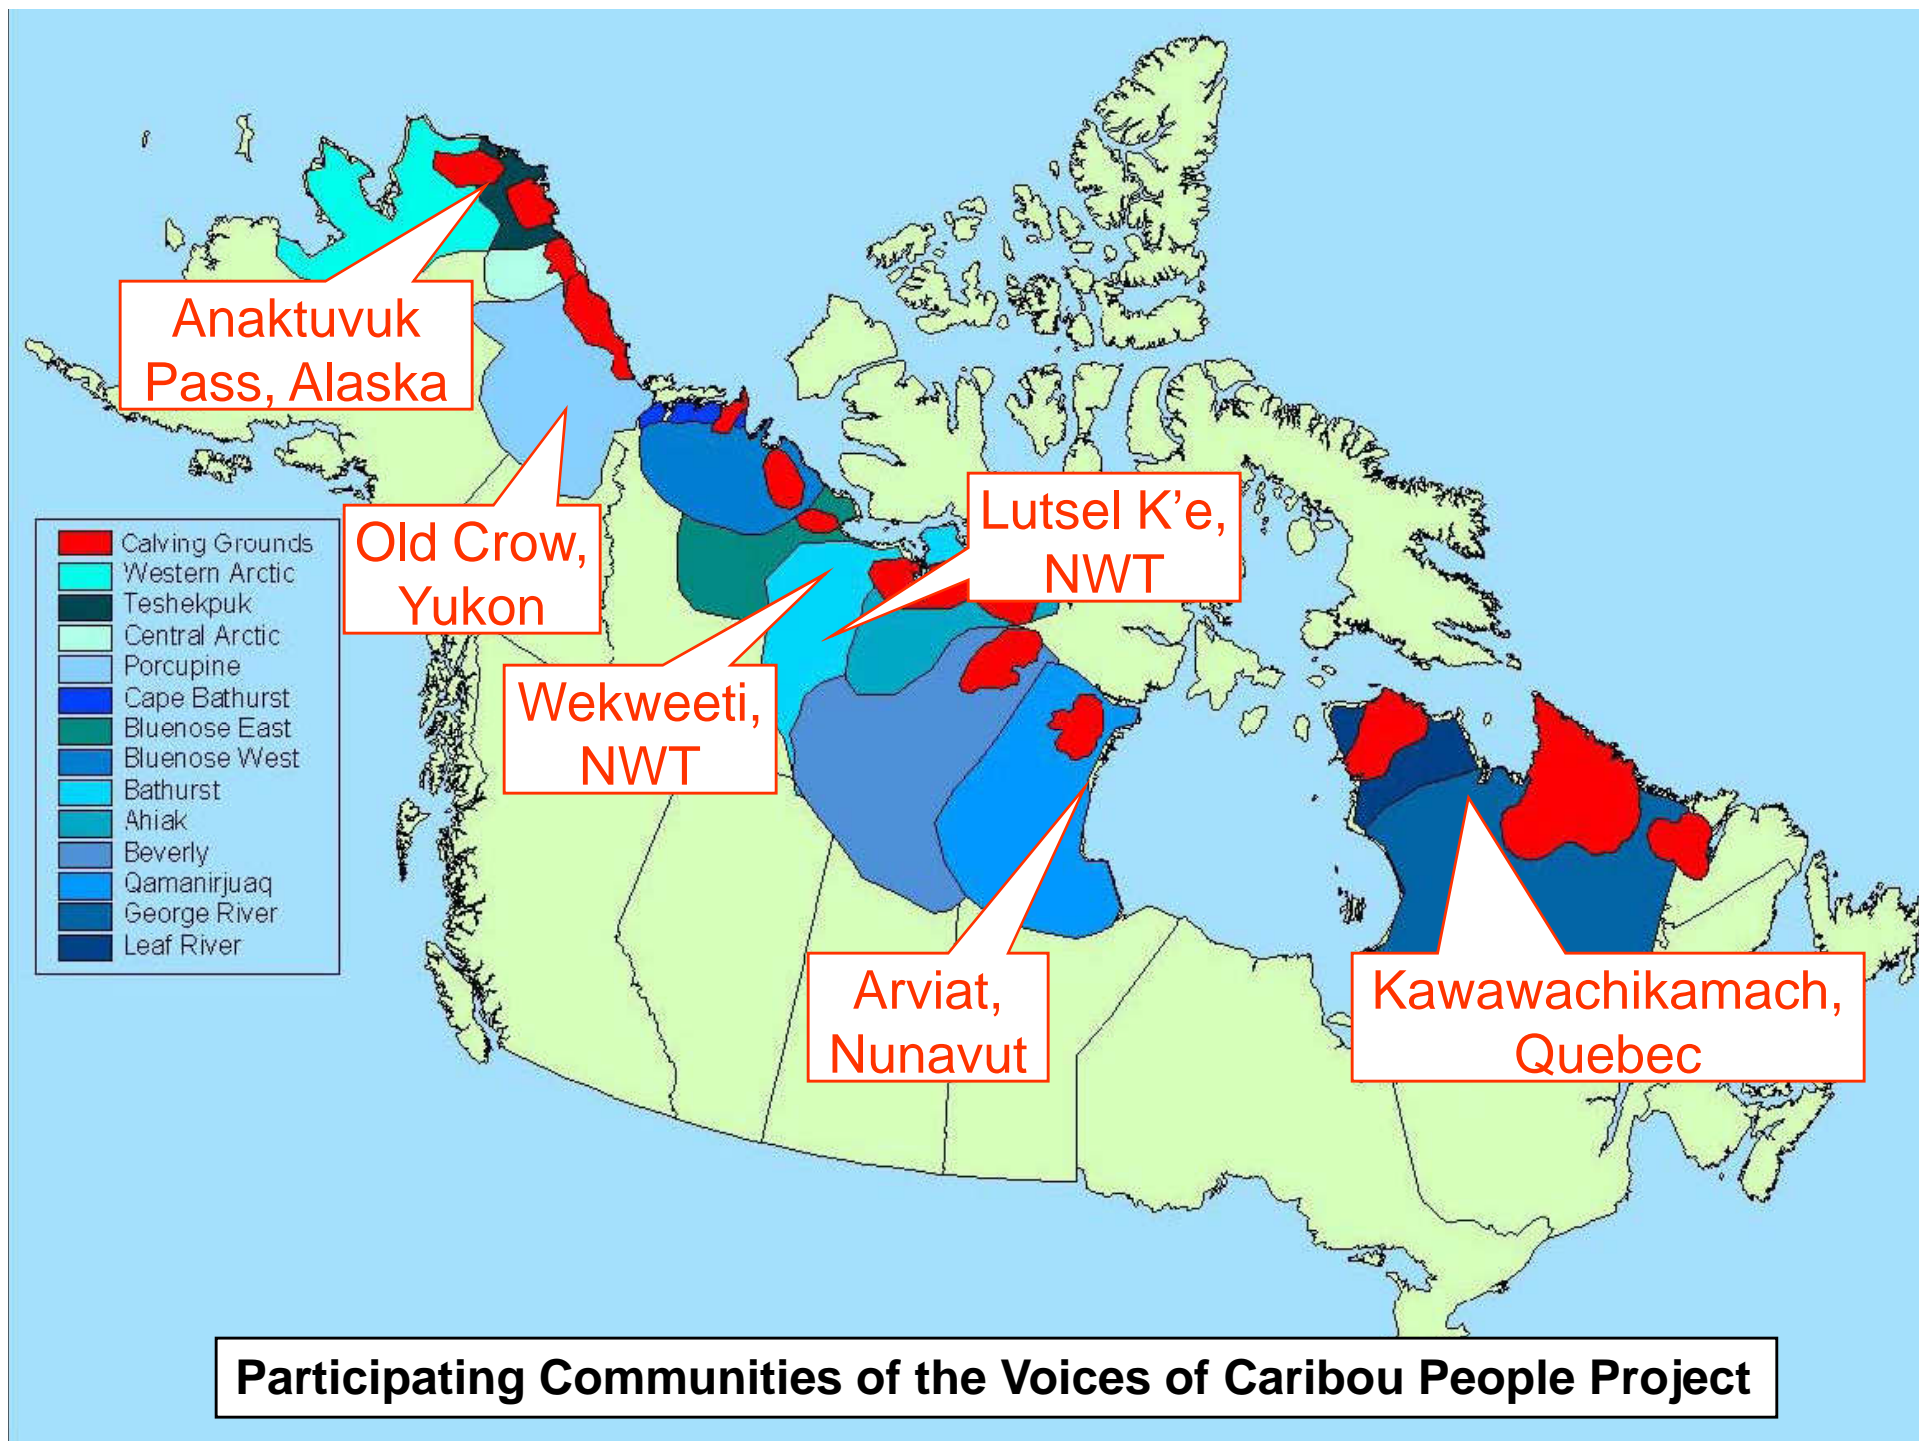 Anaktuvuk
Pass, Alaska
Old Crow,
Yukon
Lutsel K’e,
NWT
Wekweeti,
NWT
Arviat,
Nunavut
Kawawachikamach,
Quebec
Calving Grounds
Western Arctic
Teshekpuk
Central Arctic
Porcupine
Cape Bathurst
Bluenose East
Bluenose West
Bathurst
Ahiak
Beverly
Qamanirjuaq
George River
Leaf River
Participating Communities of the Voices of Caribou People Project